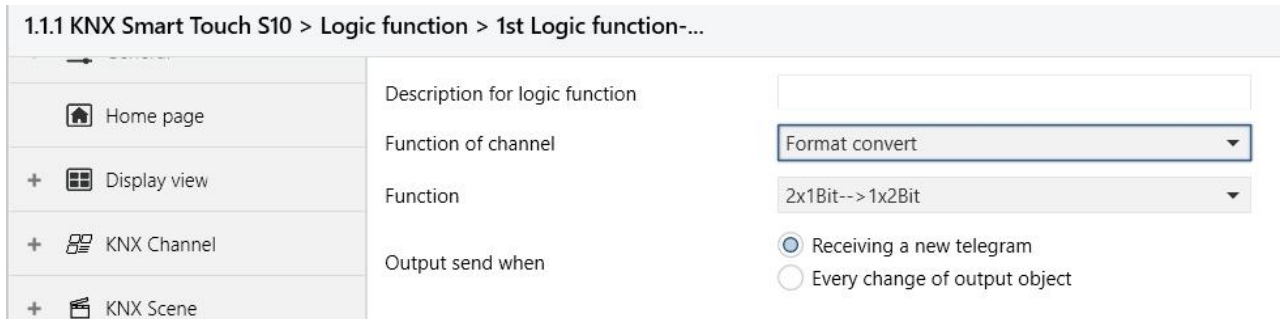 1.1.1 KNX Smart Touch S10 > Logic function > 1st Logic function-...
Home page
Display view
KNX Channel
KNX Scene
Description for logic function
Function of channel
Format convert
Function
2x1Bit-->1x2Bit
Output send when
Receiving a new telegram
Every change of output object